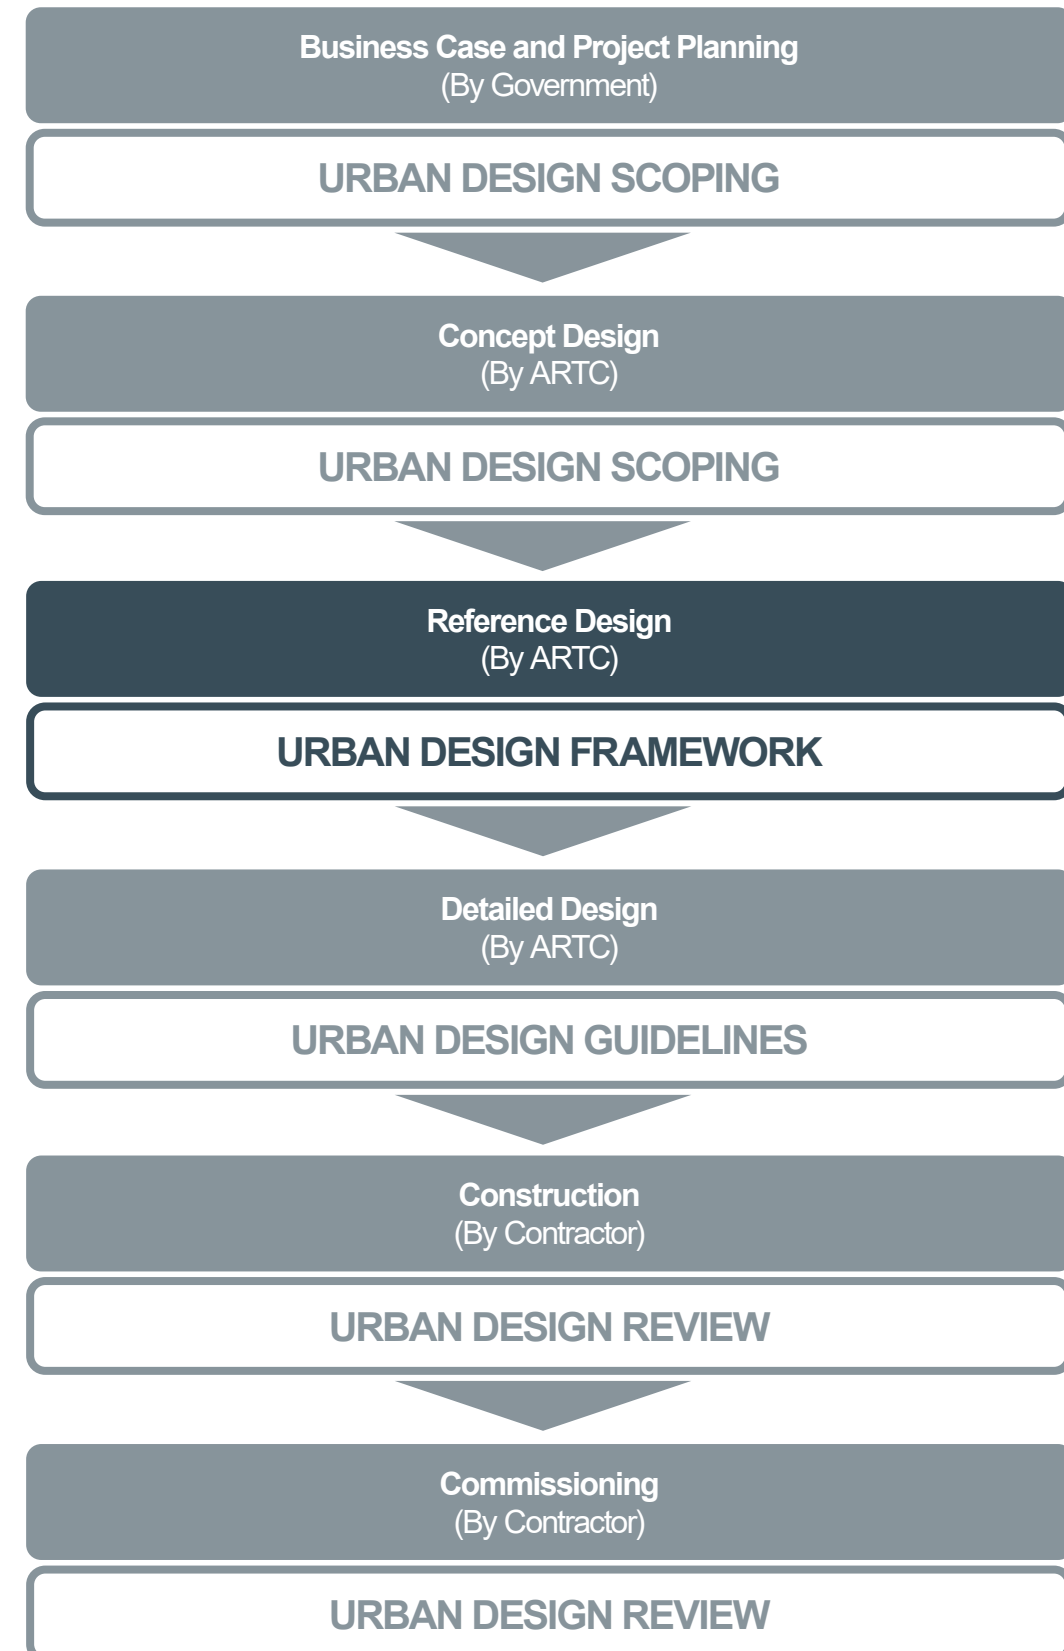 Business Case and Project Planning
(By Government)
URBAN DESIGN SCOPING
Concept Design
(By ARTC)
URBAN DESIGN SCOPING
Reference Design
(By ARTC)
URBAN DESIGN FRAMEWORK
Detailed Design
(By ARTC)
URBAN DESIGN GUIDELINES
Construction
(By Contractor)
URBAN DESIGN REVIEW
Commissioning
(By Contractor)
URBAN DESIGN REVIEW